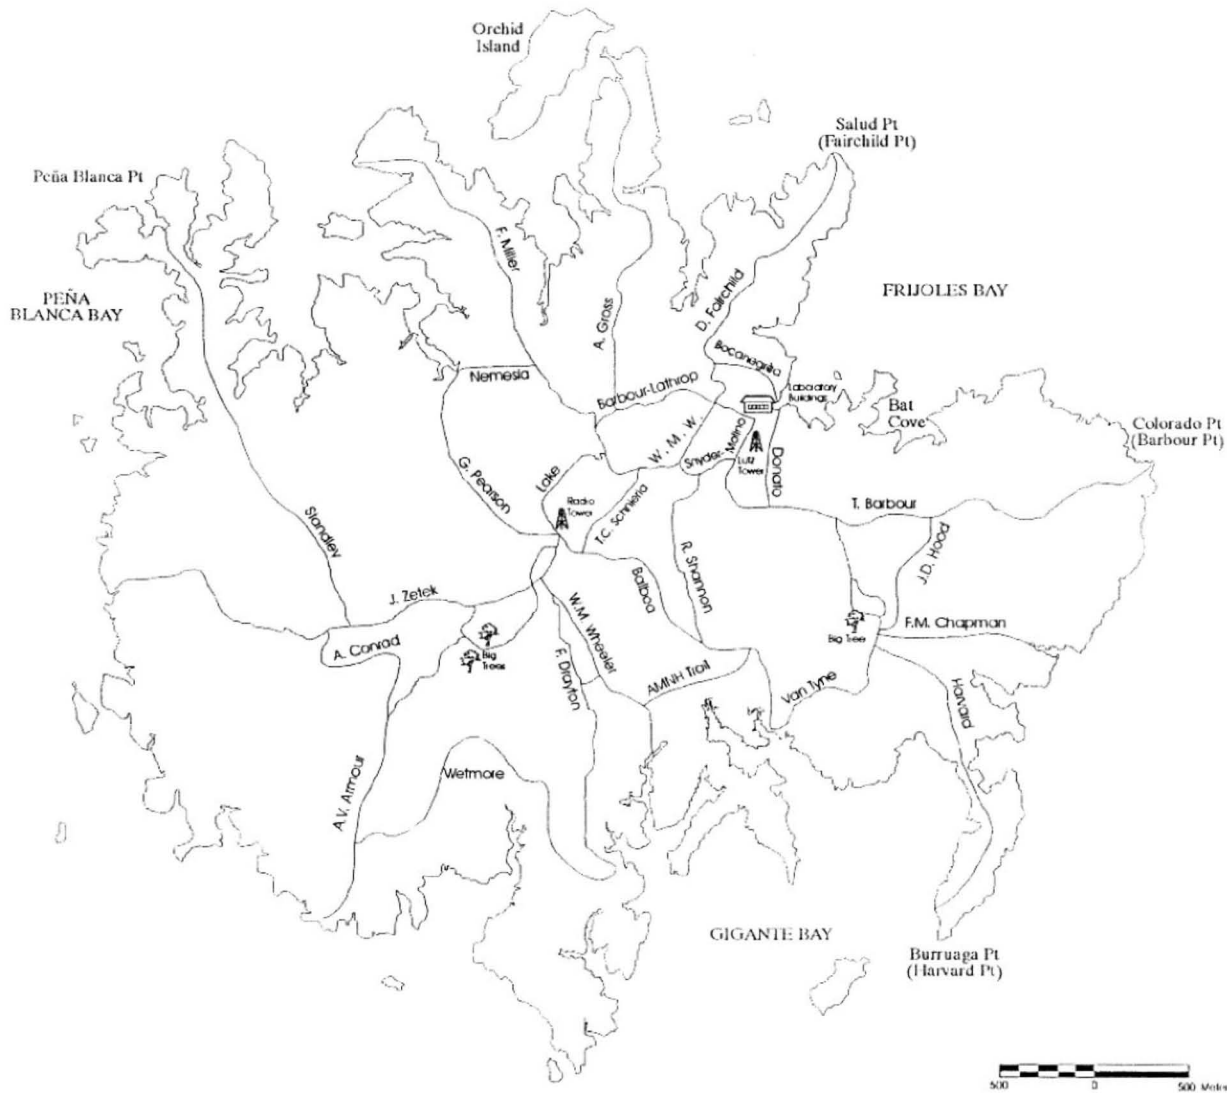 Orchid
Island
Salud Pt
(Fairchild Pt)
Peña Blanca Pt
PEÑA
BLANCA BAY
FRIJOLES BAY
F. Miller
A. Gross
D. Fairchild
Bocanegrita
Nemesia
Barbour-Lathrop
Laboratory
Buildings
Bat
Cove
Colorado Pt
(Barbour Pt)
W. M. W.
Snyder-Molino
Lutz
Tower
Donato
G. Pearson
Lake
Radio
Tower
T.C. Schnierla
T. Barbour
Standley
R. Shannon
J.D. Hood
Balboa
J. Zetek
W.M. Wheeler
F.M. Chapman
Big Tree
A. Conrad
Big
Trees
F. Drayton
AMNH Trail
Van Tyne
Harvard
A.V. Armour
Wetmore
GIGANTE BAY
Burruaga Pt
(Harvard Pt)
500 0 500 Meters